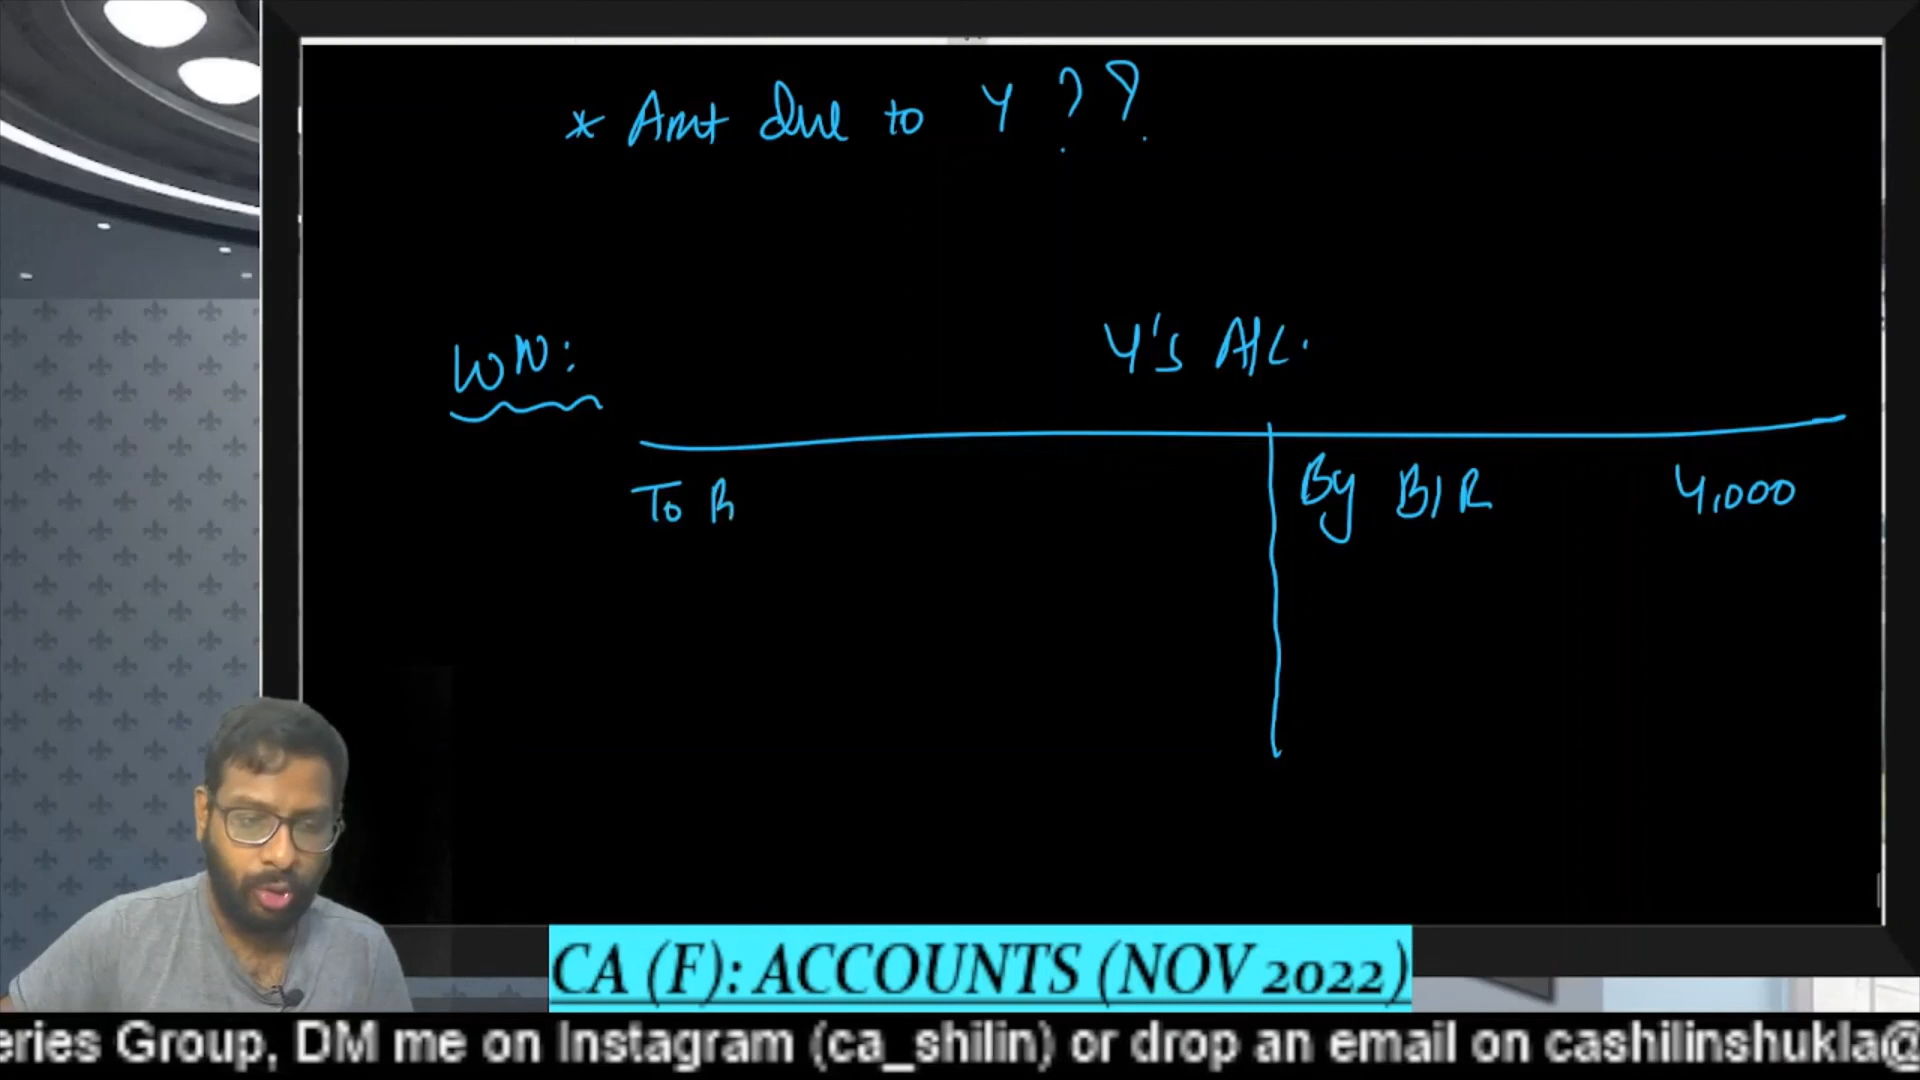 * Amt due to Y ??
WN:
Y's A/c.
To B
By B/R 4,000
CA (F): ACCOUNTS (NOV 2022)
eries Group, DM me on Instagram (ca_shilin) or drop an email on cashilinshukla@